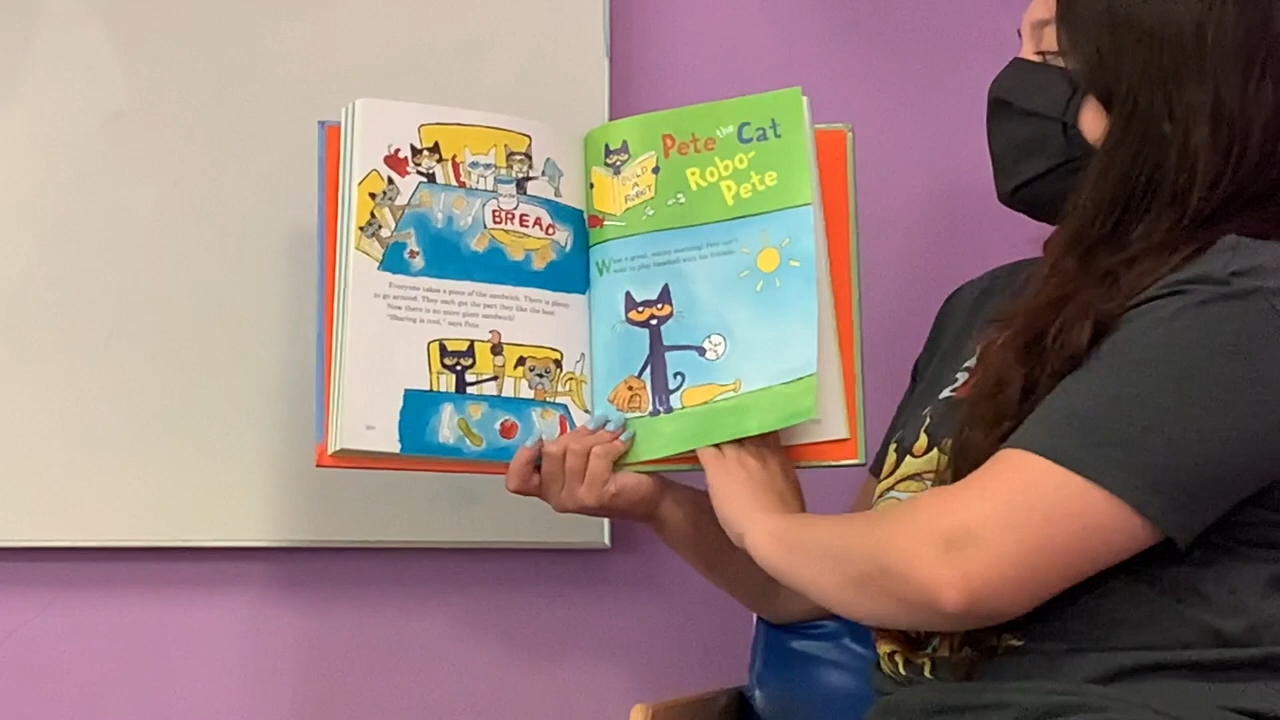 BREAD
Everyone takes a piece of the sandwich. There is plenty
to go around. They each get the part they like the best.
Now there is no more giant sandwich!
"Sharing is cool," says Pete.
Pete the Cat
Robo-
Pete
BUILD
A
ROBOT
What a great, sunny morning! Pete can't
wait to play baseball with his friends.